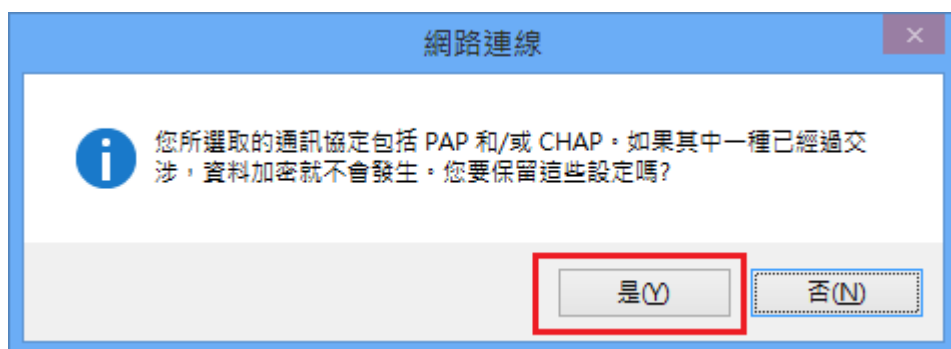 網路連線
您所選取的通訊協定包括 PAP 和/或 CHAP。如果其中一種已經過交
涉，資料加密就不會發生。您要保留這些設定嗎?
是(Y)
否(N)